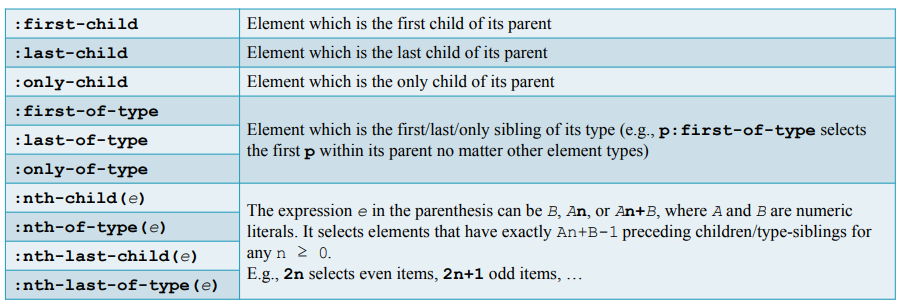 :first-child Element which is the first child of its parent
:last-child Element which is the last child of its parent
:only-child Element which is the only child of its parent
:first-of-type
:last-of-type
:only-of-type
Element which is the first/last/only sibling of its type (e.g., p:first-of-type selects
the first p within its parent no matter other element types)
:nth-child(e)
:nth-of-type(e)
:nth-last-child(e)
:nth-last-of-type(e)
The expression e in the parenthesis can be B, An, or An+B, where A and B are numeric
literals. It selects elements that have exactly An+B-1 preceding children/type-siblings for
any n ≥ 0.
E.g., 2n selects even items, 2n+1 odd items, …